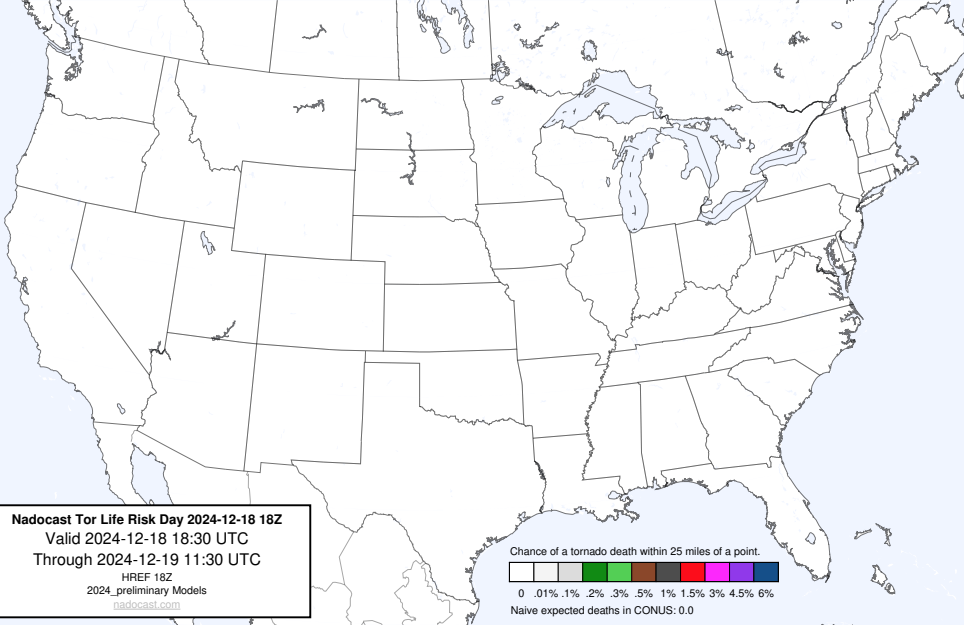 Nadocast Tor Life Risk Day 2024-12-18 18Z
Valid 2024-12-18 18:30 UTC
Through 2024-12-19 11:30 UTC
HREF 18Z
2024_preliminary Models
nadocast.com
Chance of a tornado death within 25 miles of a point.
0 .01% .1% .2% .3% .5% 1% 1.5% 3% 4.5% 6%
Naive expected deaths in CONUS: 0.0